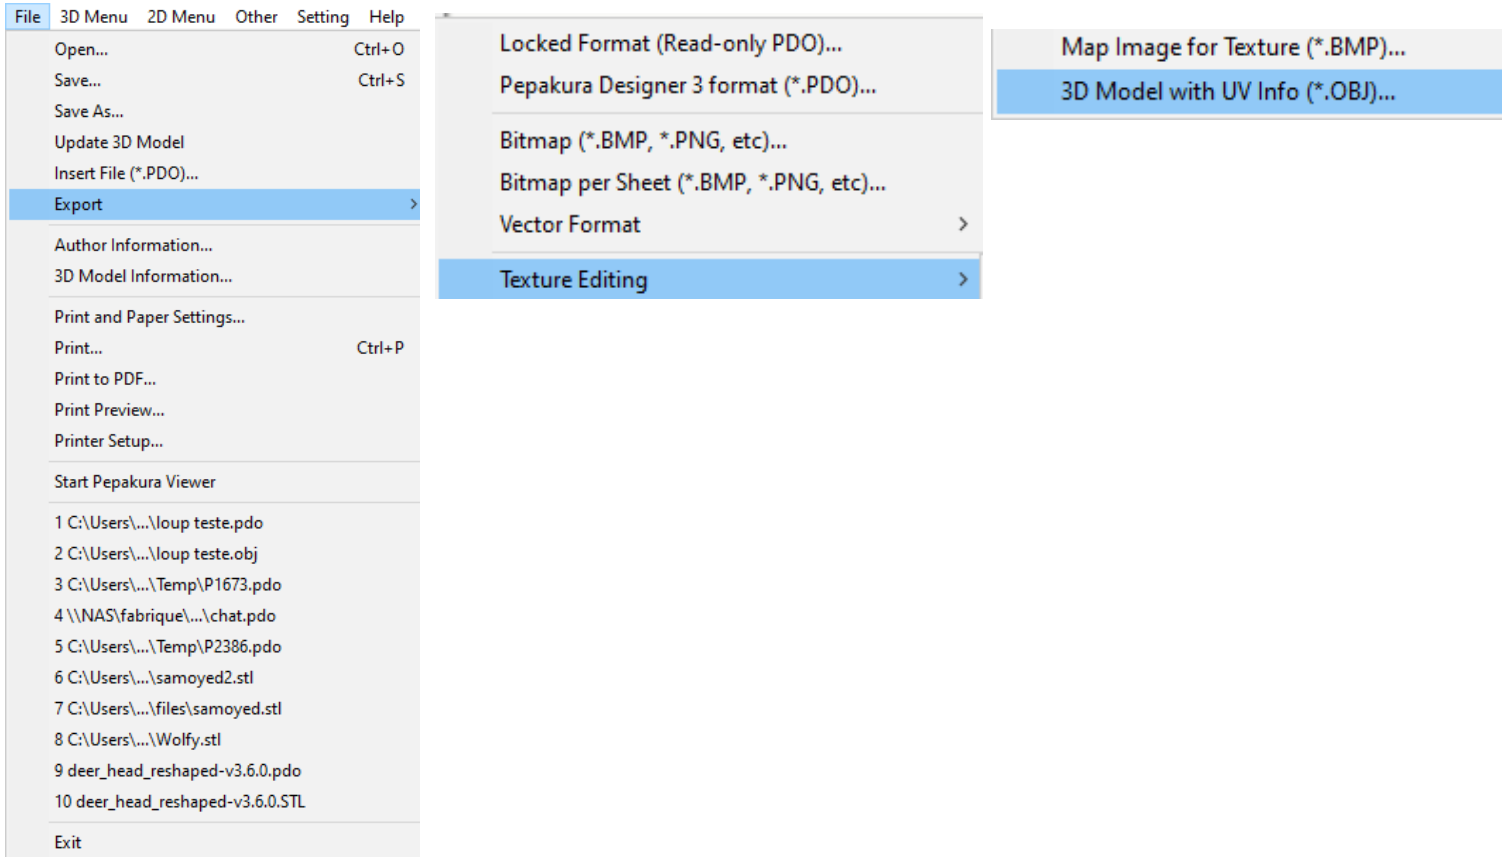 File 3D Menu 2D Menu Other Setting Help
Open... Ctrl+O
Save... Ctrl+S
Save As...
Update 3D Model
Insert File (*.PDO)...
Export
Author Information...
3D Model Information...
Print and Paper Settings...
Print... Ctrl+P
Print to PDF...
Print Preview...
Printer Setup...
Start Pepakura Viewer
1 C:\Users\...\loup teste.pdo
2 C:\Users\...\loup teste.obj
3 C:\Users\...\Temp\P1673.pdo
4 \\NAS\fabrique\...\chat.pdo
5 C:\Users\...\Temp\P2386.pdo
6 C:\Users\...\samoyed2.stl
7 C:\Users\...\files\samoyed.stl
8 C:\Users\...\Wolfy.stl
9 deer_head_reshaped-v3.6.0.pdo
10 deer_head_reshaped-v3.6.0.STL
Exit
Locked Format (Read-only PDO)...
Pepakura Designer 3 format (*.PDO)...
Bitmap (*.BMP, *.PNG, etc)...
Bitmap per Sheet (*.BMP, *.PNG, etc)...
Vector Format
Texture Editing
Map Image for Texture (*.BMP)...
3D Model with UV Info (*.OBJ)...